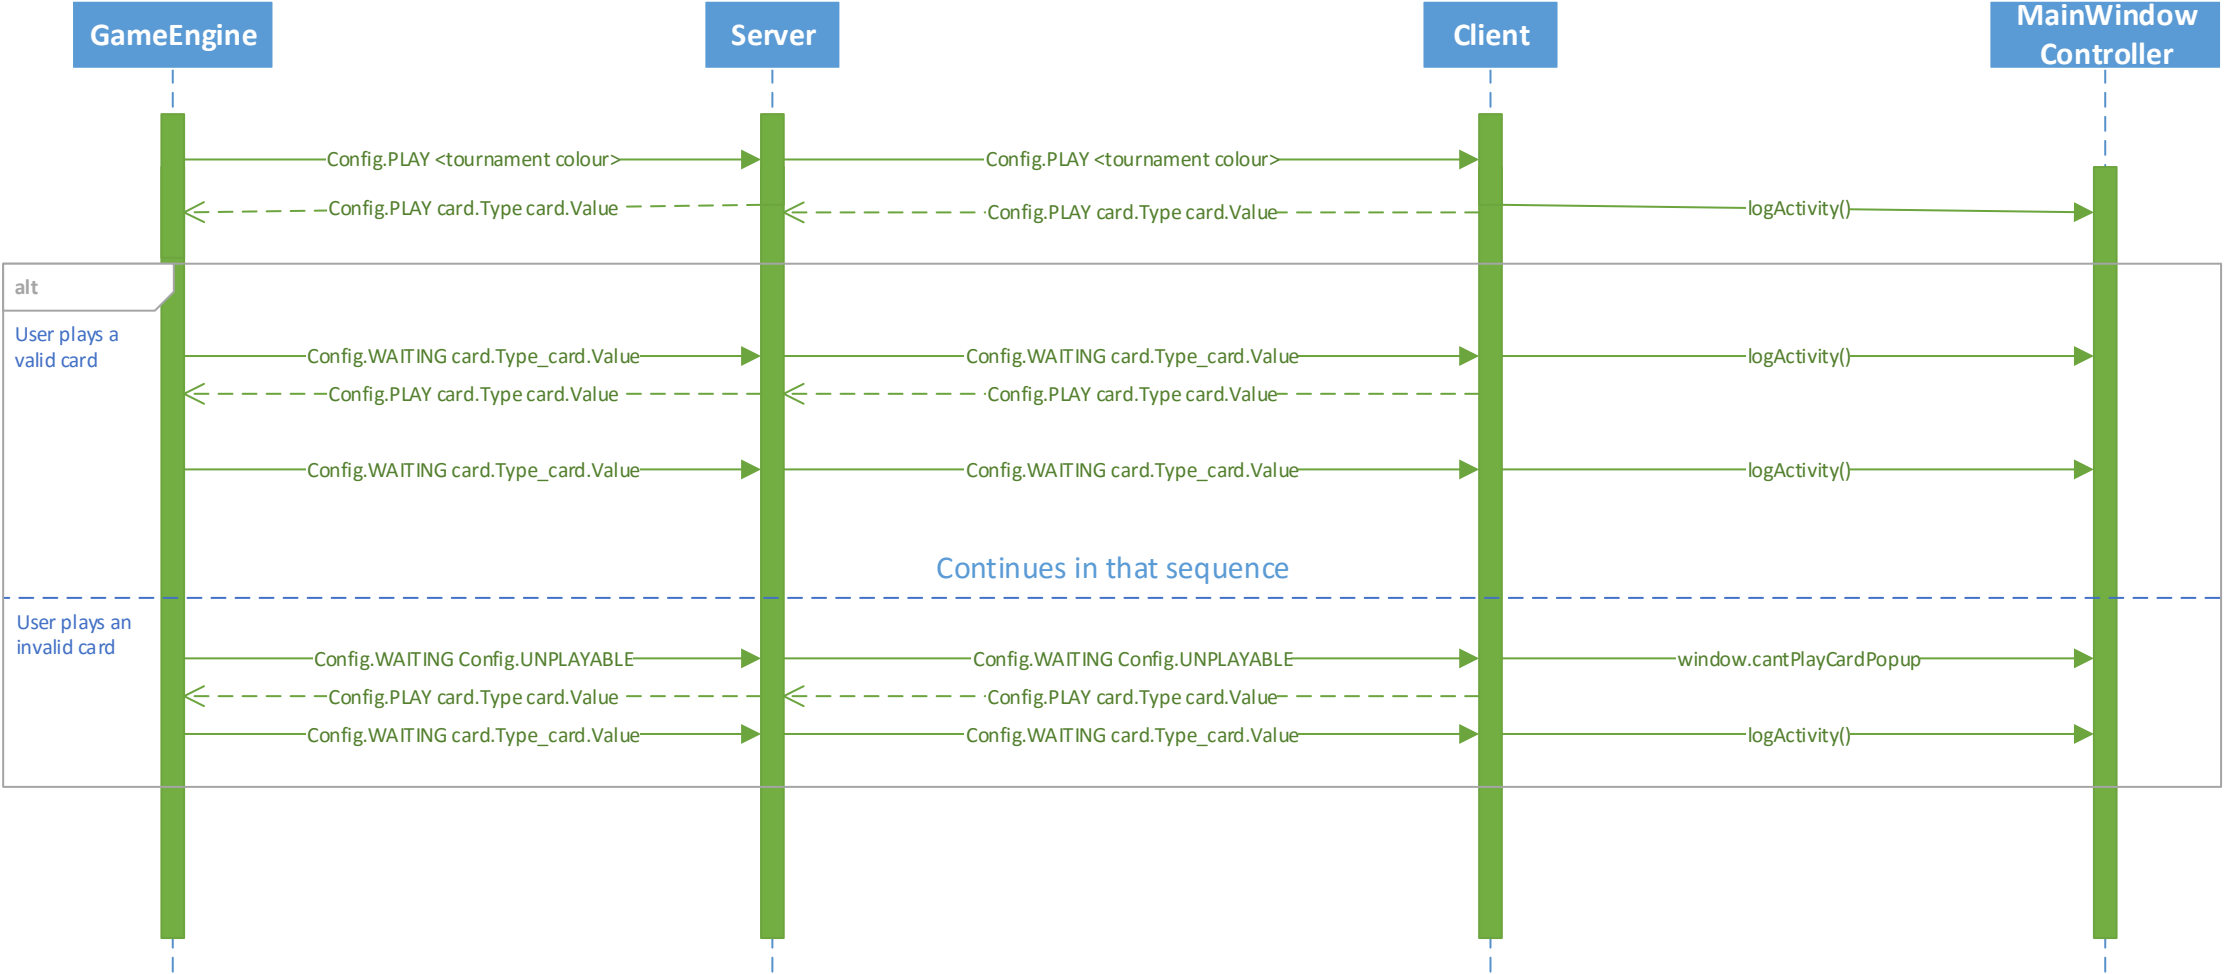 GameEngine
Server
Client
MainWindow
Controller
Config.PLAY <tournament colour>
Config.PLAY <tournament colour>
Config.PLAY card.Type card.Value
Config.PLAY card.Type card.Value
logActivity()
alt
User plays a
valid card
Config.WAITING card.Type_card.Value
Config.WAITING card.Type_card.Value
logActivity()
Config.PLAY card.Type card.Value
Config.PLAY card.Type card.Value
Config.WAITING card.Type_card.Value
Config.WAITING card.Type_card.Value
logActivity()
Continues in that sequence
User plays an
invalid card
Config.WAITING Config.UNPLAYABLE
Config.WAITING Config.UNPLAYABLE
window.cantPlayCardPopup
Config.PLAY card.Type card.Value
Config.PLAY card.Type card.Value
Config.WAITING card.Type_card.Value
Config.WAITING card.Type_card.Value
logActivity()